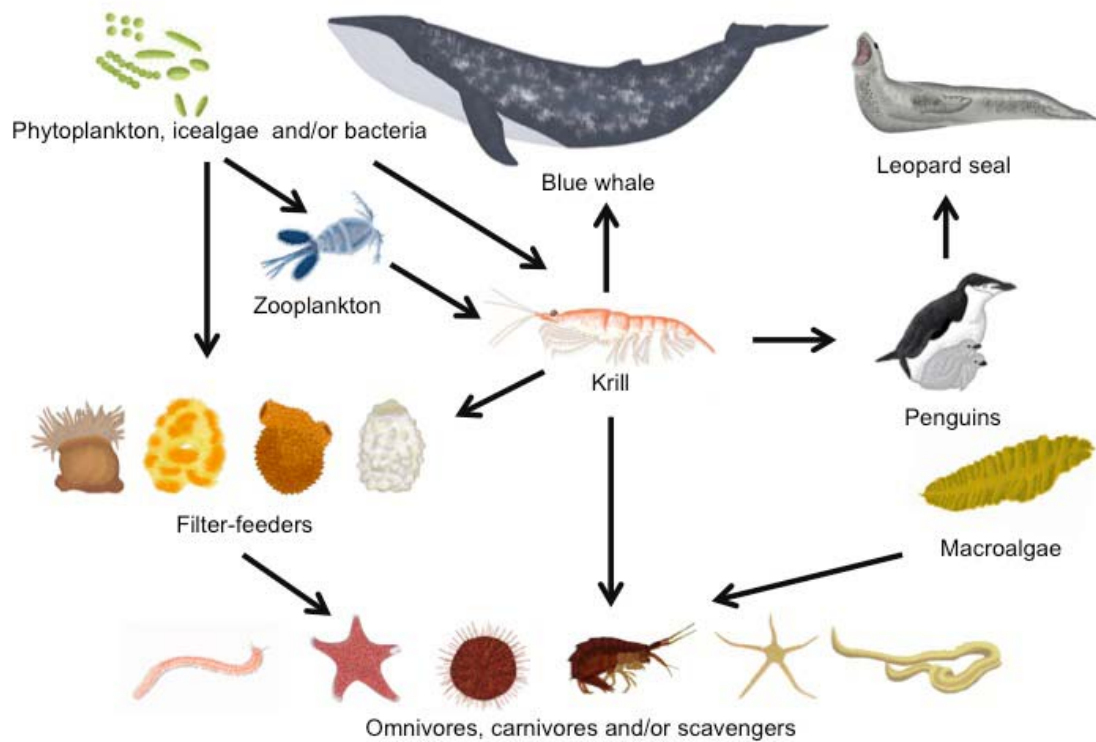 Phytoplankton, icealgae and/or bacteria
Blue whale
Leopard seal
Zooplankton
Krill
Penguins
Filter-feeders
Macroalgae
Omnivores, carnivores and/or scavengers